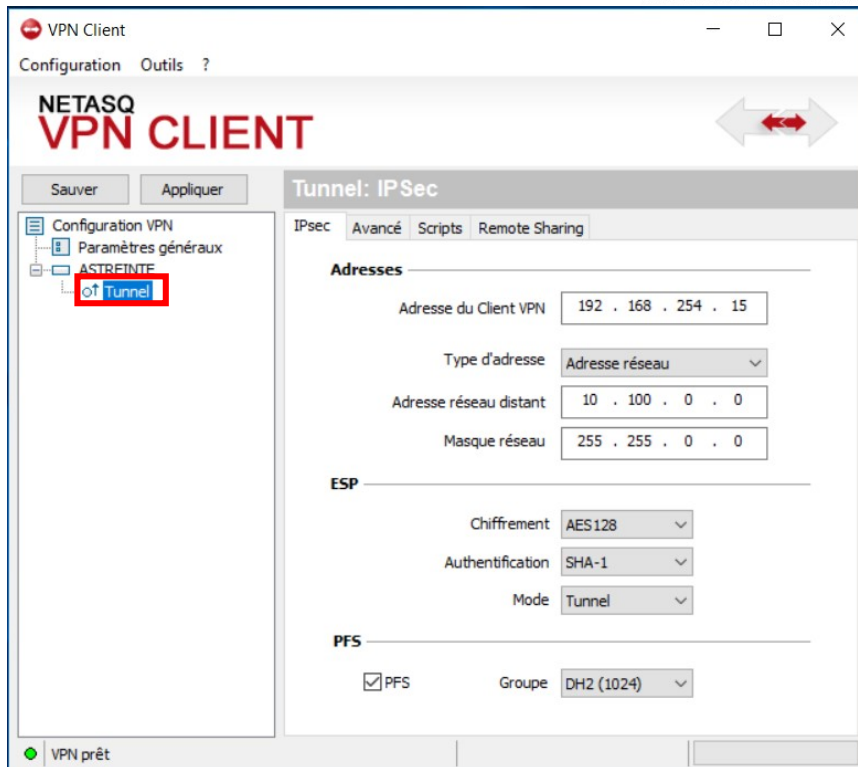 VPN Client
Configuration Outils ?
NETASQ
VPN CLIENT
Sauver Appliquer
Configuration VPN
Paramètres généraux
ASTREINTE
Tunnel
Tunnel: IPSec
IPsec Avancé Scripts Remote Sharing
Adresses
Adresse du Client VPN 192 . 168 . 254 . 15
Type d'adresse Adresse réseau
Adresse réseau distant 10 . 100 . 0 . 0
Masque réseau 255 . 255 . 0 . 0
ESP
Chiffrement AES128
Authentification SHA-1
Mode Tunnel
PFS
PFS Groupe DH2 (1024)
VPN prêt